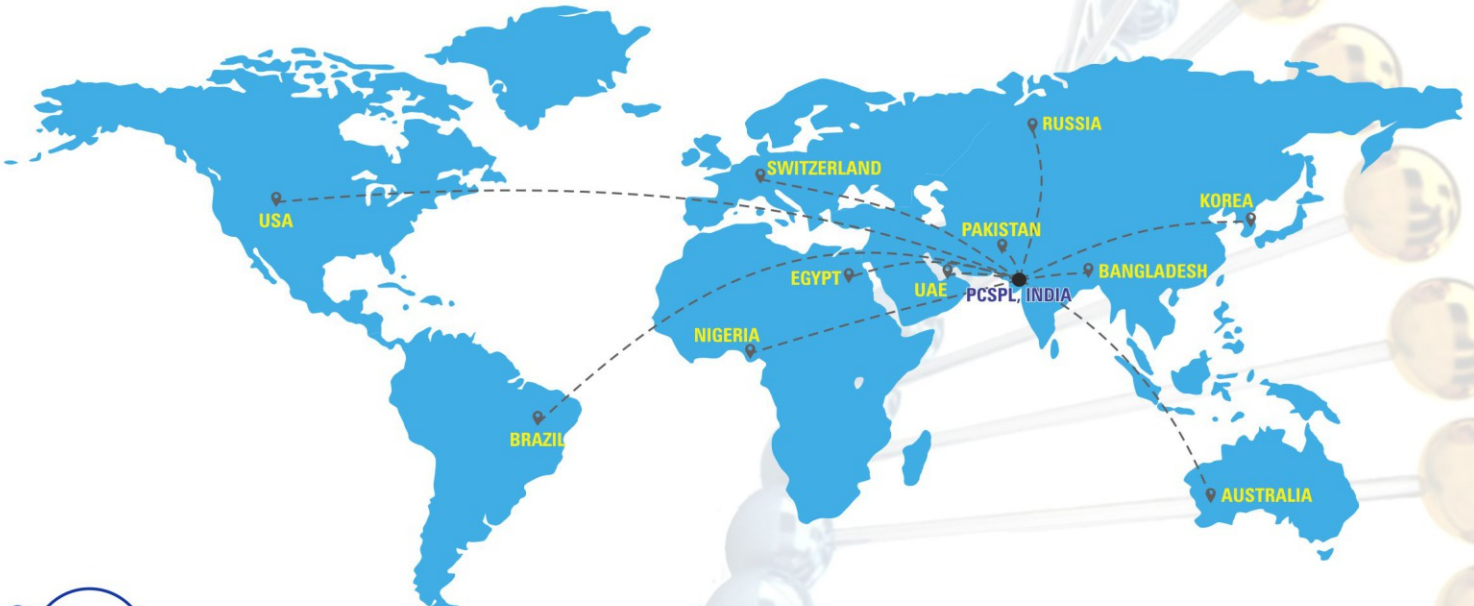 RUSSIA
SWITZERLAND
USA
KOREA
PAKISTAN
EGYPT
UAE
BANGLADESH
PCSPL, INDIA
NIGERIA
BRAZIL
AUSTRALIA